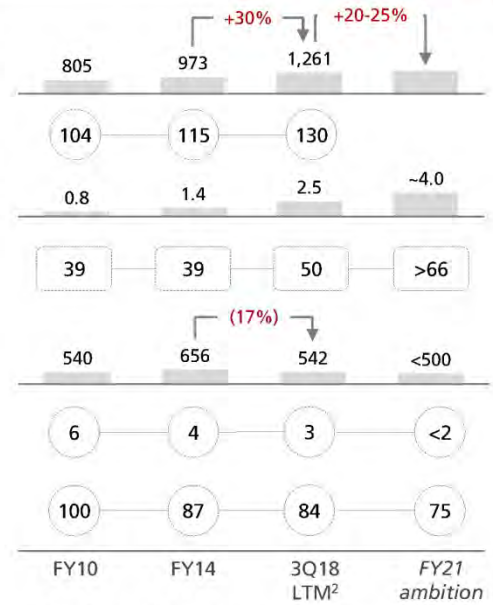 +30% +20-25%
805 973 1,261
104 115 130
0.8 1.4 2.5 ~4.0
39 39 50 >66
(17%)
540 656 542 <500
6 4 3 <2
100 87 84 75
FY10 FY14 3Q18 FY21
LTM² ambition